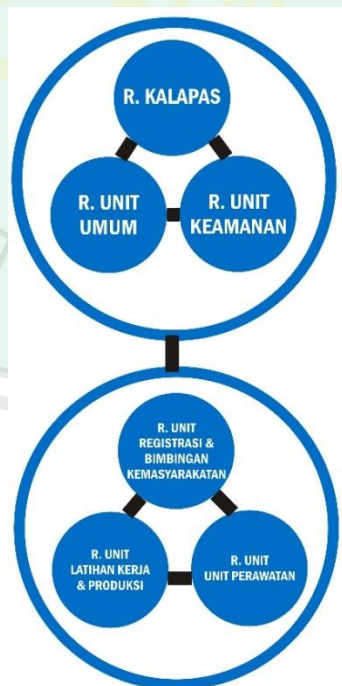 R. KALAPAS
R. UNIT
UMUM
R. UNIT
KEAMANAN
R. UNIT
REGISTRASI &
BIMBINGAN
KEMASYARAKATAN
R. UNIT
LATIHAN KERJA
& PRODUKSI
R. UNIT
UNIT PERAWATAN